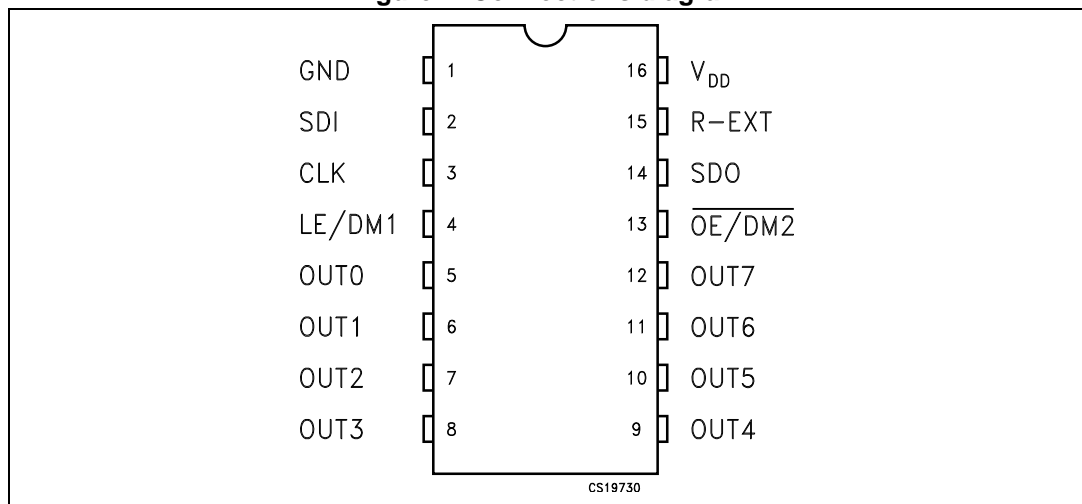 GND 1 16 VDD
SDI 2 15 R-EXT
CLK 3 14 SDO
LE/DM1 4 13 OE/DM2
OUT0 5 12 OUT7
OUT1 6 11 OUT6
OUT2 7 10 OUT5
OUT3 8 9 OUT4
CS19730